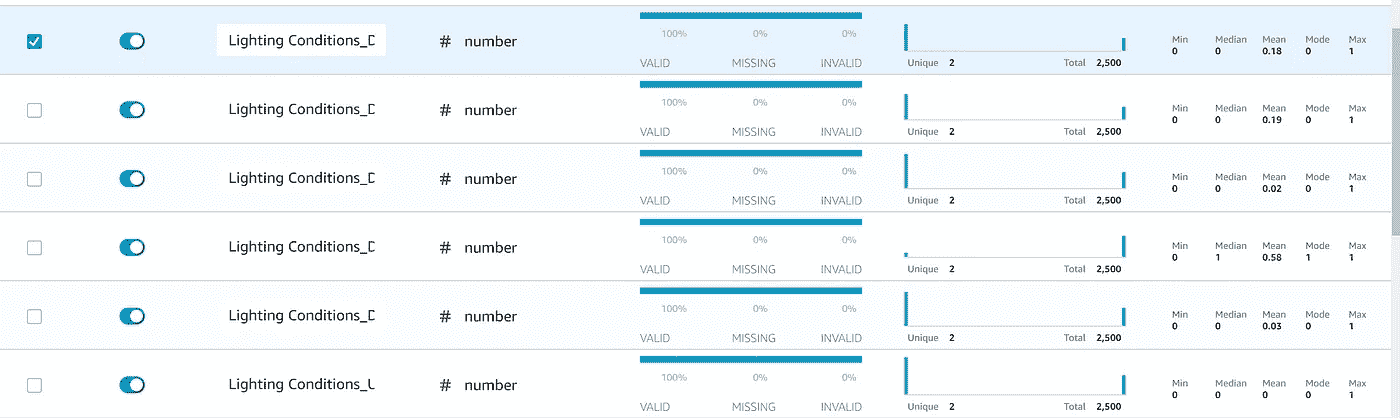 Lighting Conditions_D # number 100% 0% 0% VALID MISSING INVALID Unique 2 Total 2,500 Min 0 Median 0 Mean 0.18 Mode 0 Max 1
Lighting Conditions_D # number 100% 0% 0% VALID MISSING INVALID Unique 2 Total 2,500 Min 0 Median 0 Mean 0.19 Mode 0 Max 1
Lighting Conditions_D # number 100% 0% 0% VALID MISSING INVALID Unique 2 Total 2,500 Min 0 Median 0 Mean 0.02 Mode 0 Max 1
Lighting Conditions_D # number 100% 0% 0% VALID MISSING INVALID Unique 2 Total 2,500 Min 0 Median 1 Mean 0.58 Mode 1 Max 1
Lighting Conditions_D # number 100% 0% 0% VALID MISSING INVALID Unique 2 Total 2,500 Min 0 Median 0 Mean 0.03 Mode 0 Max 1
Lighting Conditions_U # number 100% 0% 0% VALID MISSING INVALID Unique 2 Total 2,500 Min 0 Median 0 Mean 0 Mode 0 Max 1